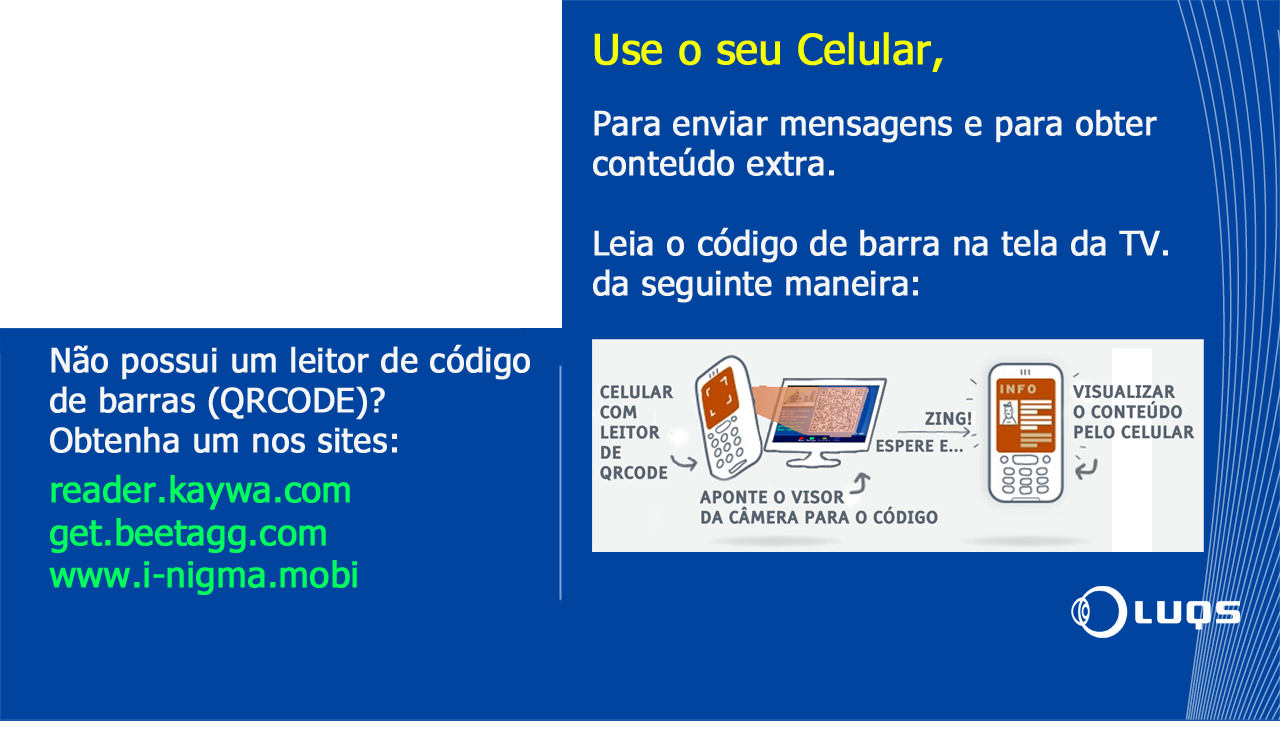 Use o seu Celular,
Para enviar mensagens e para obter
conteúdo extra.
Leia o código de barra na tela da TV.
da seguinte maneira:
Não possui um leitor de código
de barras (QRCODE)?
Obtenha um nos sites:
reader.kaywa.com
get.beetagg.com
www.i-nigma.mobi
CELULAR
COM
LEITOR
DE
QRCODE
APONTE O VISOR
DA CÂMERA PARA O CÓDIGO
ZING!
ESPERE E...
INFO
VISUALIZAR
O CONTEÚDO
PELO CELULAR
LUQS